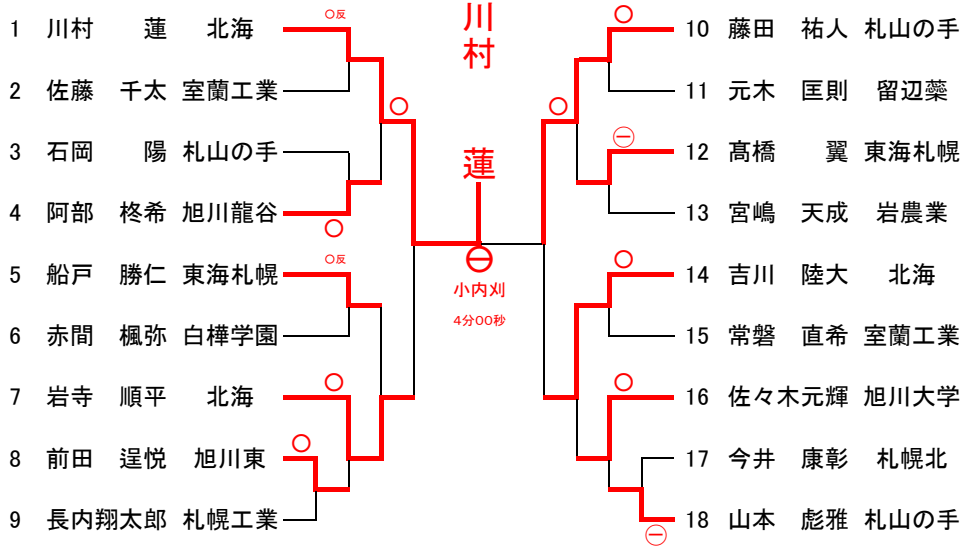 1 川村 蓮 北海 ○反
2 佐藤 千太 室蘭工業
○
3 石岡 陽 札山の手
4 阿部 柊希 旭川龍谷
○
5 船戸 勝仁 東海札幌 ○反
6 赤間 楓弥 白樺学園
7 岩寺 順平 北海 ○
8 前田 逞悦 旭川東 ○
9 長内翔太郎 札幌工業
川村 蓮
㊀
小内刈
4分00秒
○ 10 藤田 祐人 札山の手
11 元木 匡則 留辺蘂
○
㊀ 12 髙橋 翼 東海札幌
13 宮嶋 天成 岩農業
○ 14 吉川 陸大 北海
15 常磐 直希 室蘭工業
○ 16 佐々木元輝 旭川大学
17 今井 康彰 札幌北
18 山本 彪雅 札山の手
㊀